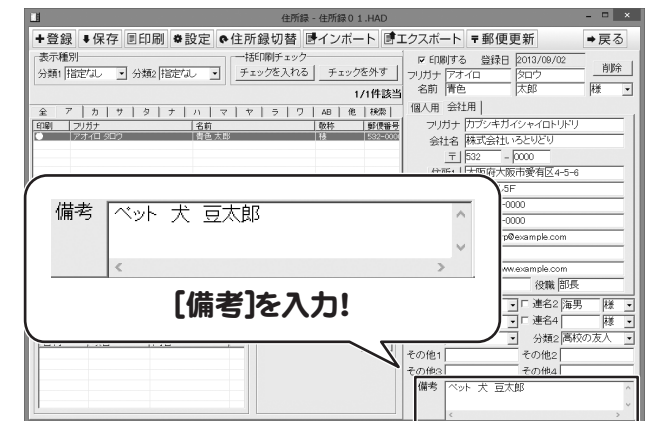 住所録 - 住所録０１.HAD
登録 保存 印刷 設定 住所録切替 インポート エクスポート 〒郵便更新 戻る
表示種別
分類1 指定なし 分類2 指定なし
一括印刷チェック
チェックを入れる チェックを外す
1/1件該当
全 ア カ サ タ ナ ハ マ ヤ ラ ワ AB 他 検索
印刷 フリガナ 名前 敬称 郵便番号
アオイロ タロウ 青色 太郎 様 532-000
印刷する 登録日 2013/09/02 削除
フリガナ アオイロ タロウ
名前 青色 太郎 様
個人用 会社用
フリガナ カブシキガイシャイロトリドリ
会社名 株式会社いろとりどり
〒 532 - 0000
住所1 大阪府大阪市愛有区4-5-6
5F
-0000
-0000
p@example.com
ww.example.com
役職 部長
連名2 海男 様
連名4 様
分類2 高校の友人
その他1 その他2
その他3 その他4
備考 ペット 犬 豆太郎
備考 ペット 犬 豆太郎
[備考]を入力!